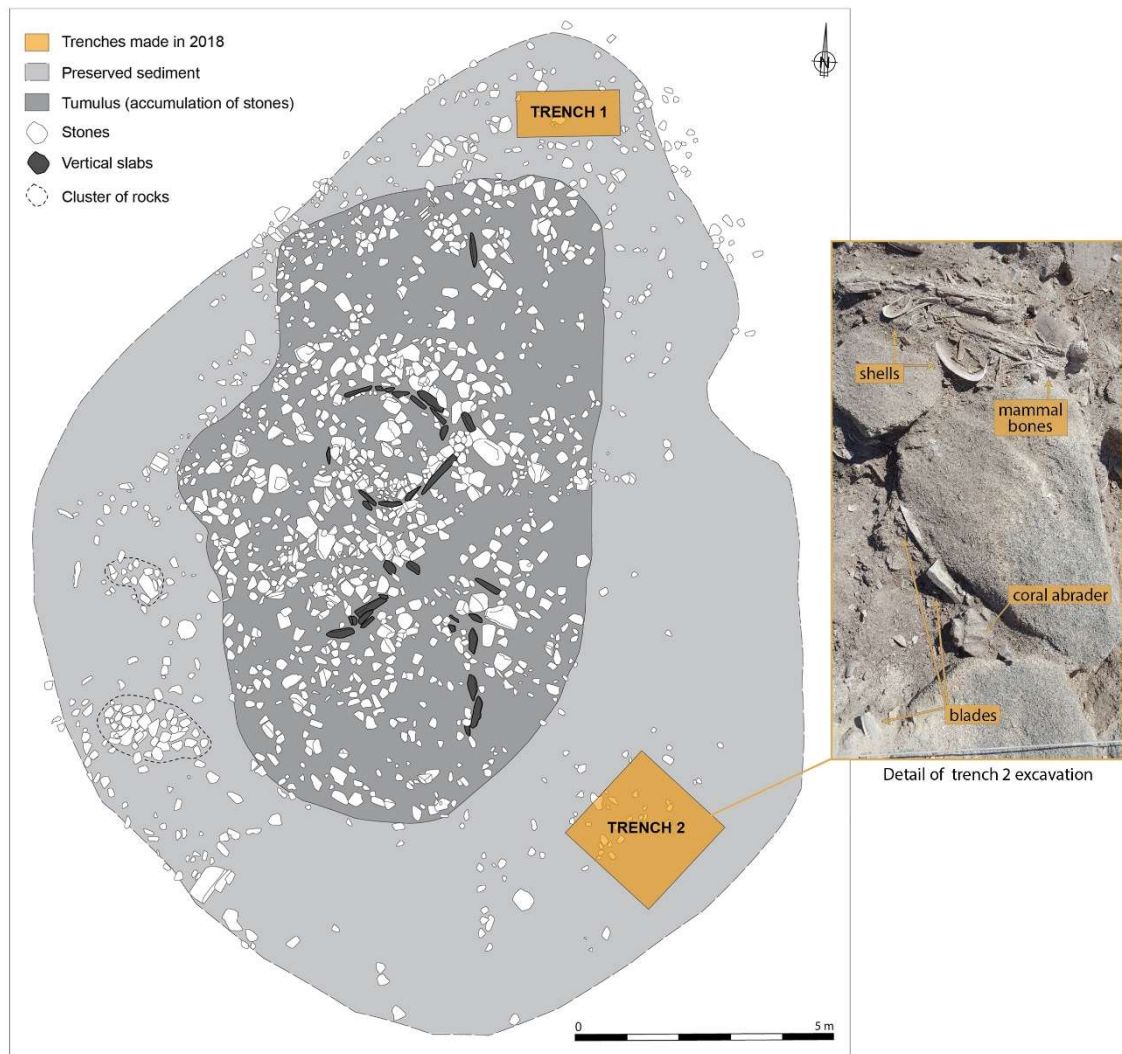 Trenches made in 2018
Preserved sediment
Tumulus (accumulation of stones)
Stones
Vertical slabs
Cluster of rocks
N
TRENCH 1
TRENCH 2
shells
mammal
bones
coral abrader
blades
Detail of trench 2 excavation
0
5 m